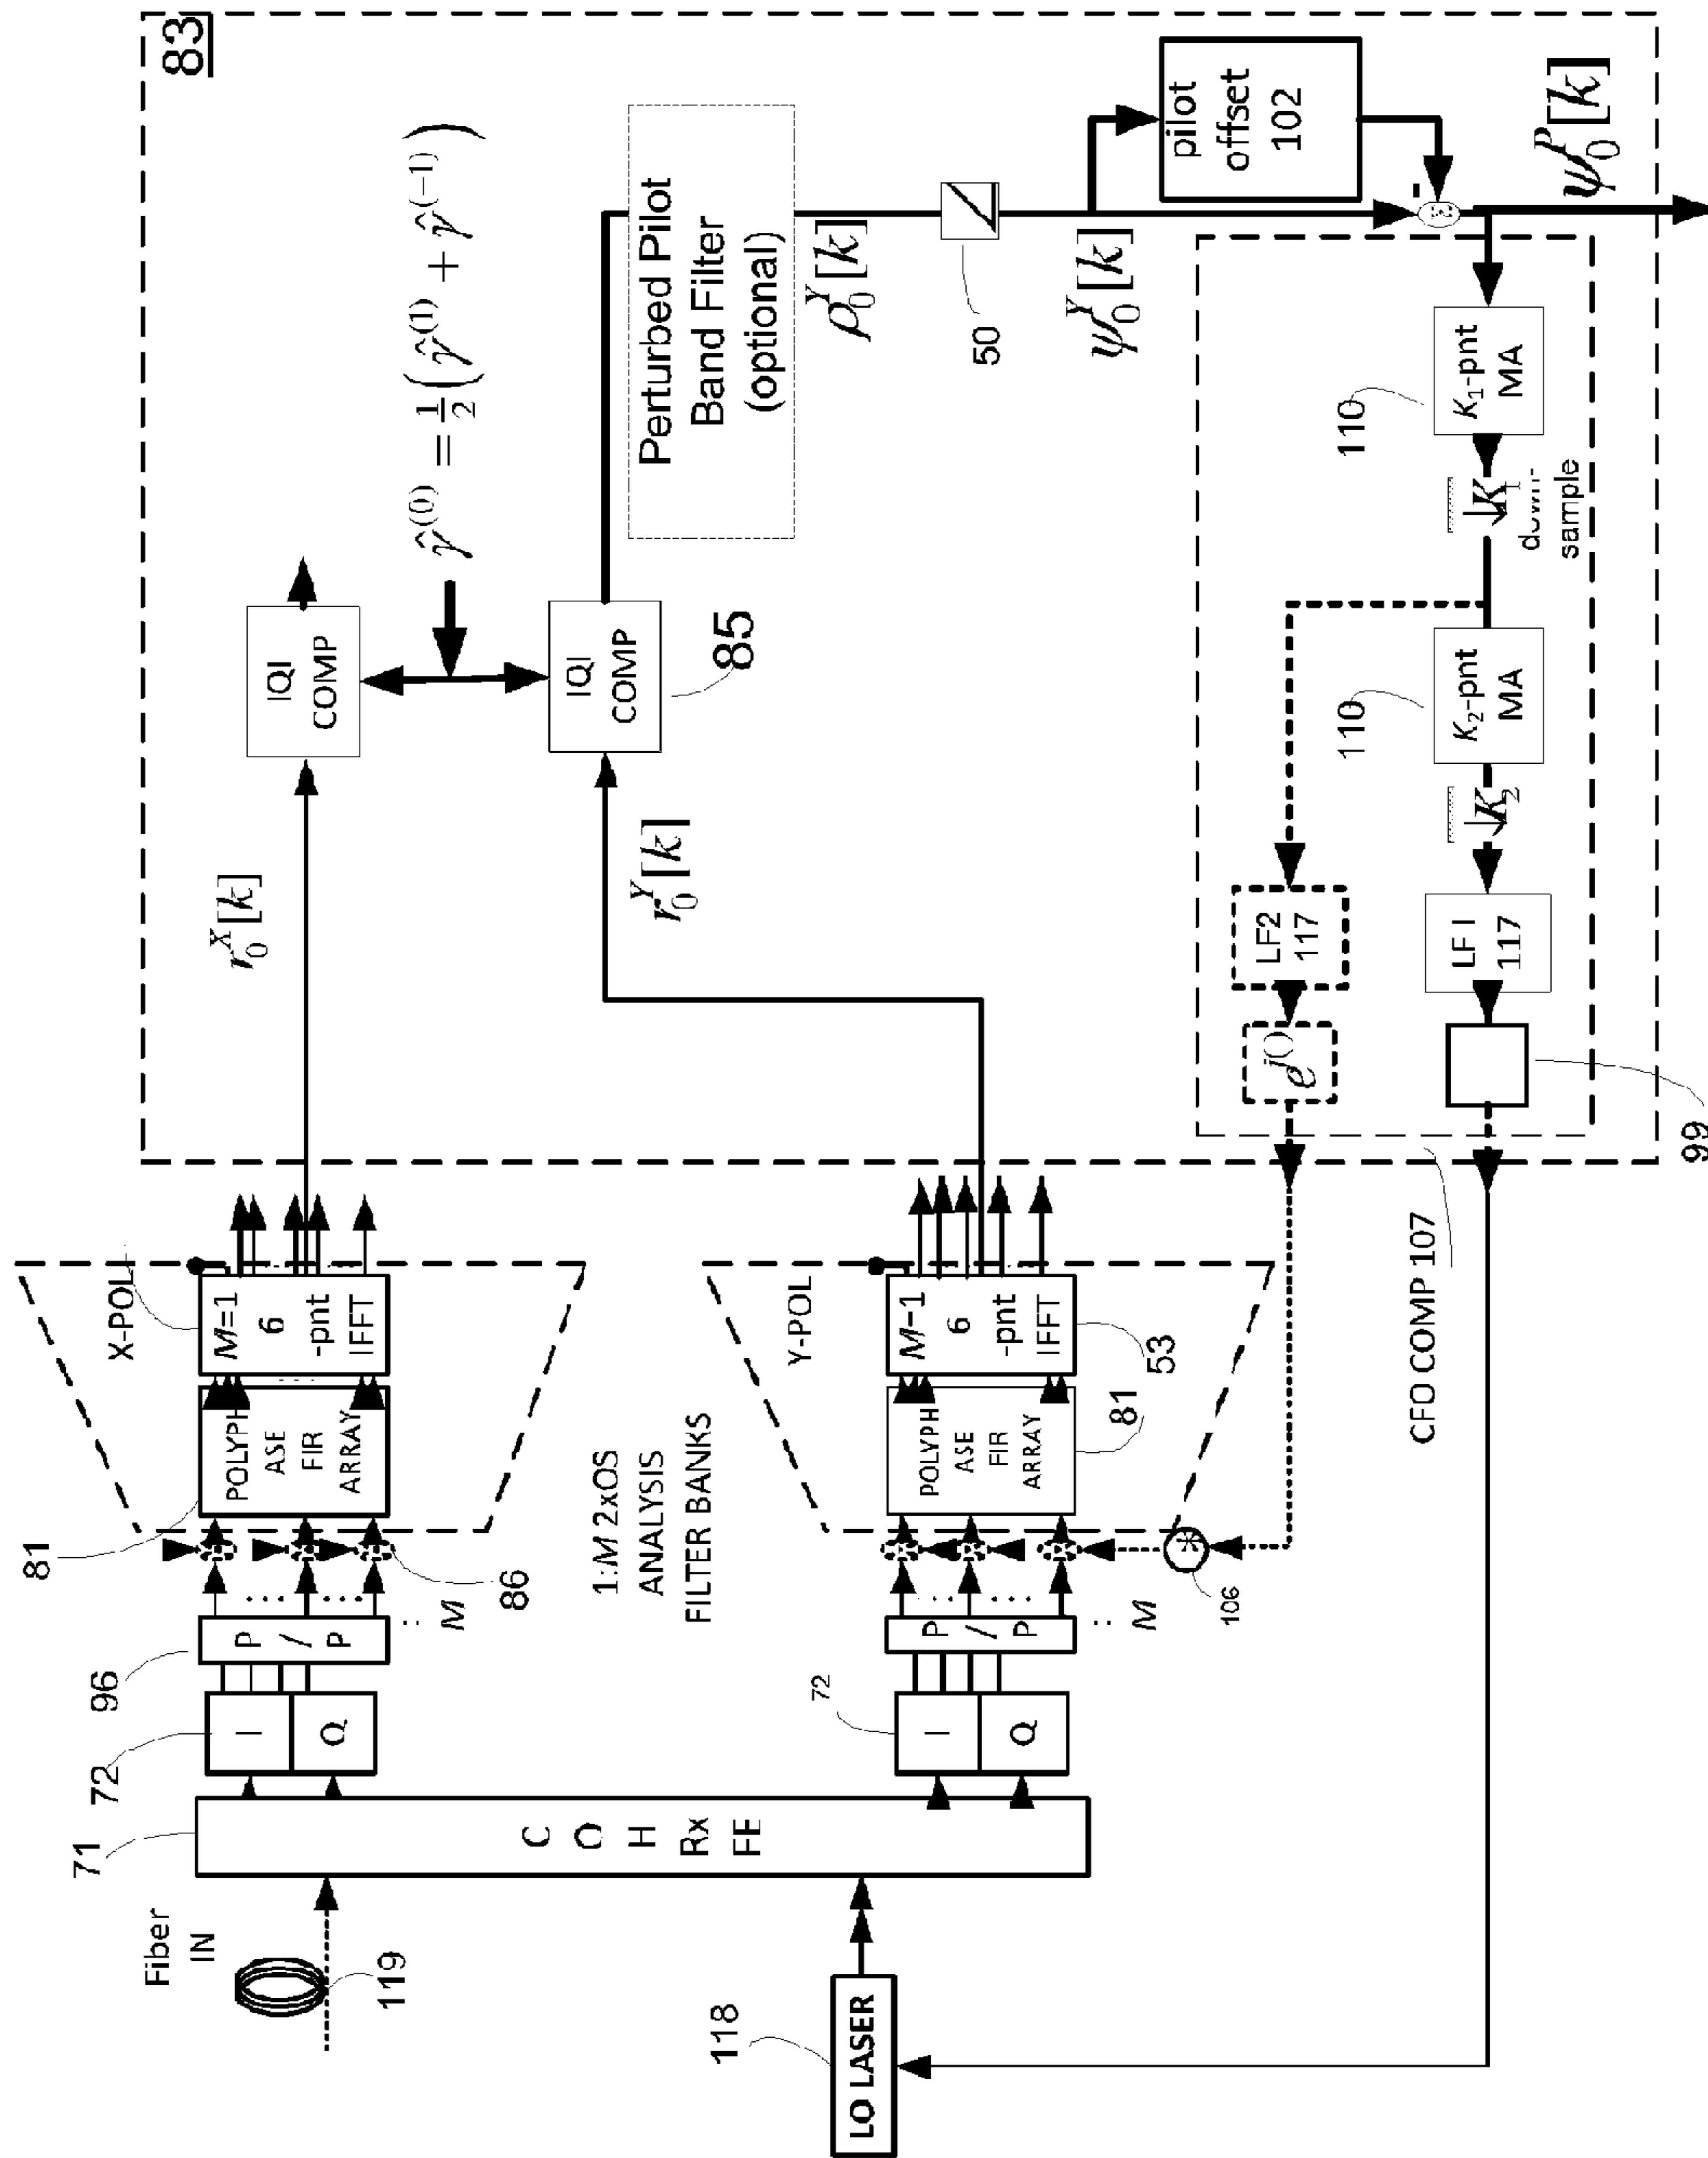 83
Fiber
IN
119
71
C
O
H
Rx
FE
118
LO LASER
72
I
Q
96
P
/
P
: M
86
81
POLYPH
ASE
FIR
ARRAY
X-POL
M=1
6
-pnt
IFFT
1:M 2xOS
ANALYSIS
FILTER BANKS
72
I
Q
P
/
P
: M
*
106
POLYPH
ASE
FIR
ARRAY
81
Y-POL
M=1
6
-pnt
IFFT
53
r₀ˣ[k]
IQI
COMP
γ̂⁽⁰⁾ = ½ ( γ̂⁽¹⁾ + γ̂⁽⁻¹⁾ )
r₀ʸ[k]
IQI
COMP
85
Perturbed Pilot
Band Filter
(optional)
ρ₀ʸ[k]
50
ψ₀ʸ[k]
pilot
offset
102
-
Σ
ψ₀ᴾ[k]
110
K₁-pnt
MA
↓K₁
down-
sample
110
K₂-pnt
MA
↓K₂
LF2
117
e^{j()}
LF1
117
99
CFO COMP 107